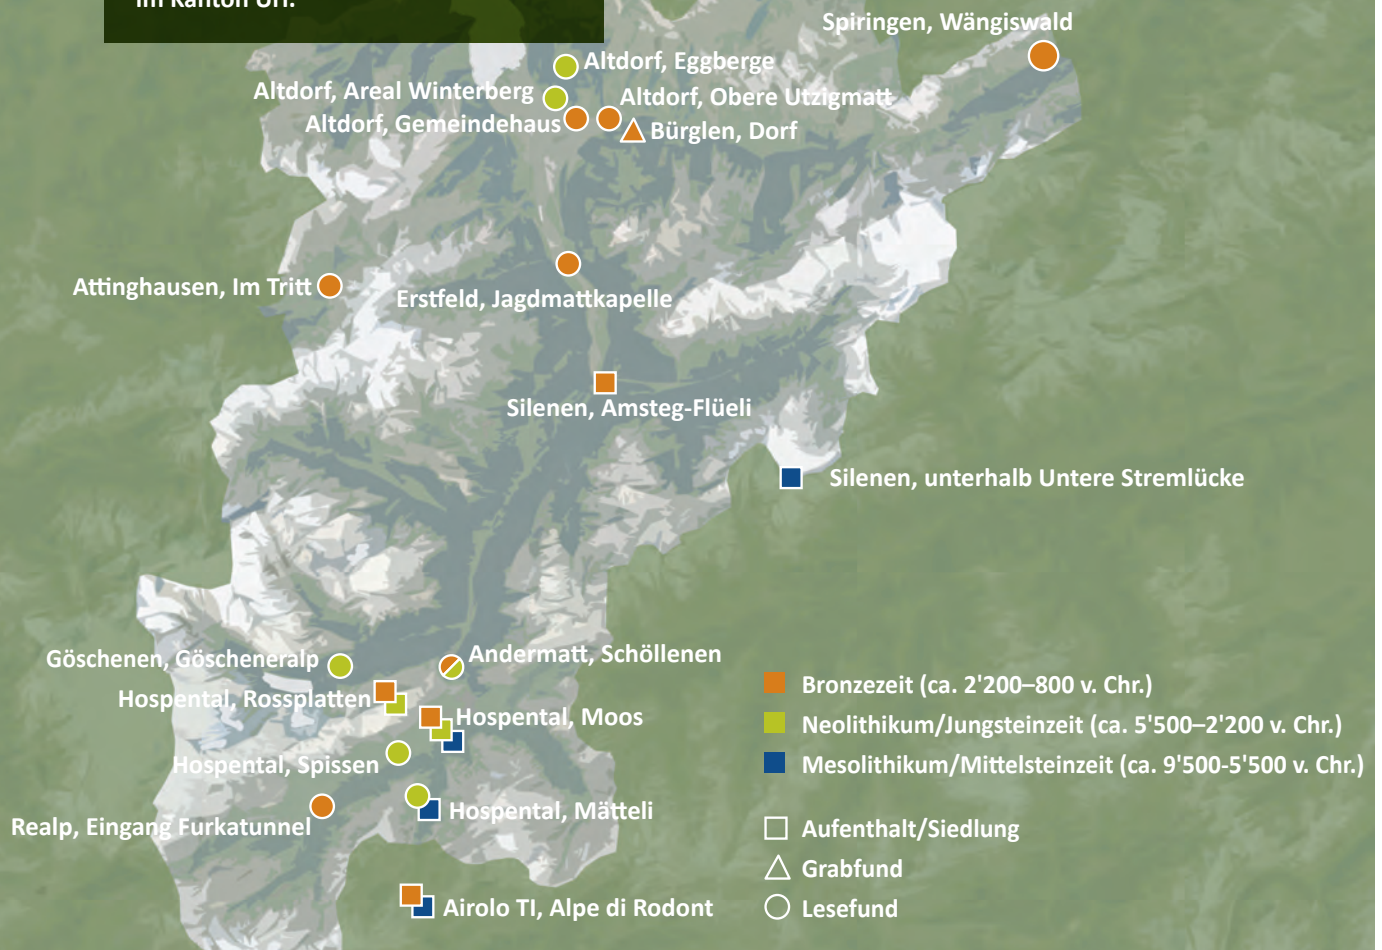 im Kanton Uri.
Spiringen, Wängiswald
Altdorf, Eggberge
Altdorf, Areal Winterberg
Altdorf, Obere Utzigmatt
Altdorf, Gemeindehaus
Bürglen, Dorf
Attinghausen, Im Tritt
Erstfeld, Jagdmattkapelle
Silenen, Amsteg-Flüeli
Silenen, unterhalb Untere Stremlücke
Göschenen, Göscheneralp
Andermatt, Schöllenen
Hospental, Rossplatten
Hospental, Moos
Hospental, Spissen
Hospental, Mätteli
Realp, Eingang Furkatunnel
Airolo TI, Alpe di Rodont
Bronzezeit (ca. 2'200–800 v. Chr.)
Neolithikum/Jungsteinzeit (ca. 5'500–2'200 v. Chr.)
Mesolithikum/Mittelsteinzeit (ca. 9'500-5'500 v. Chr.)
Aufenthalt/Siedlung
Grabfund
Lesefund